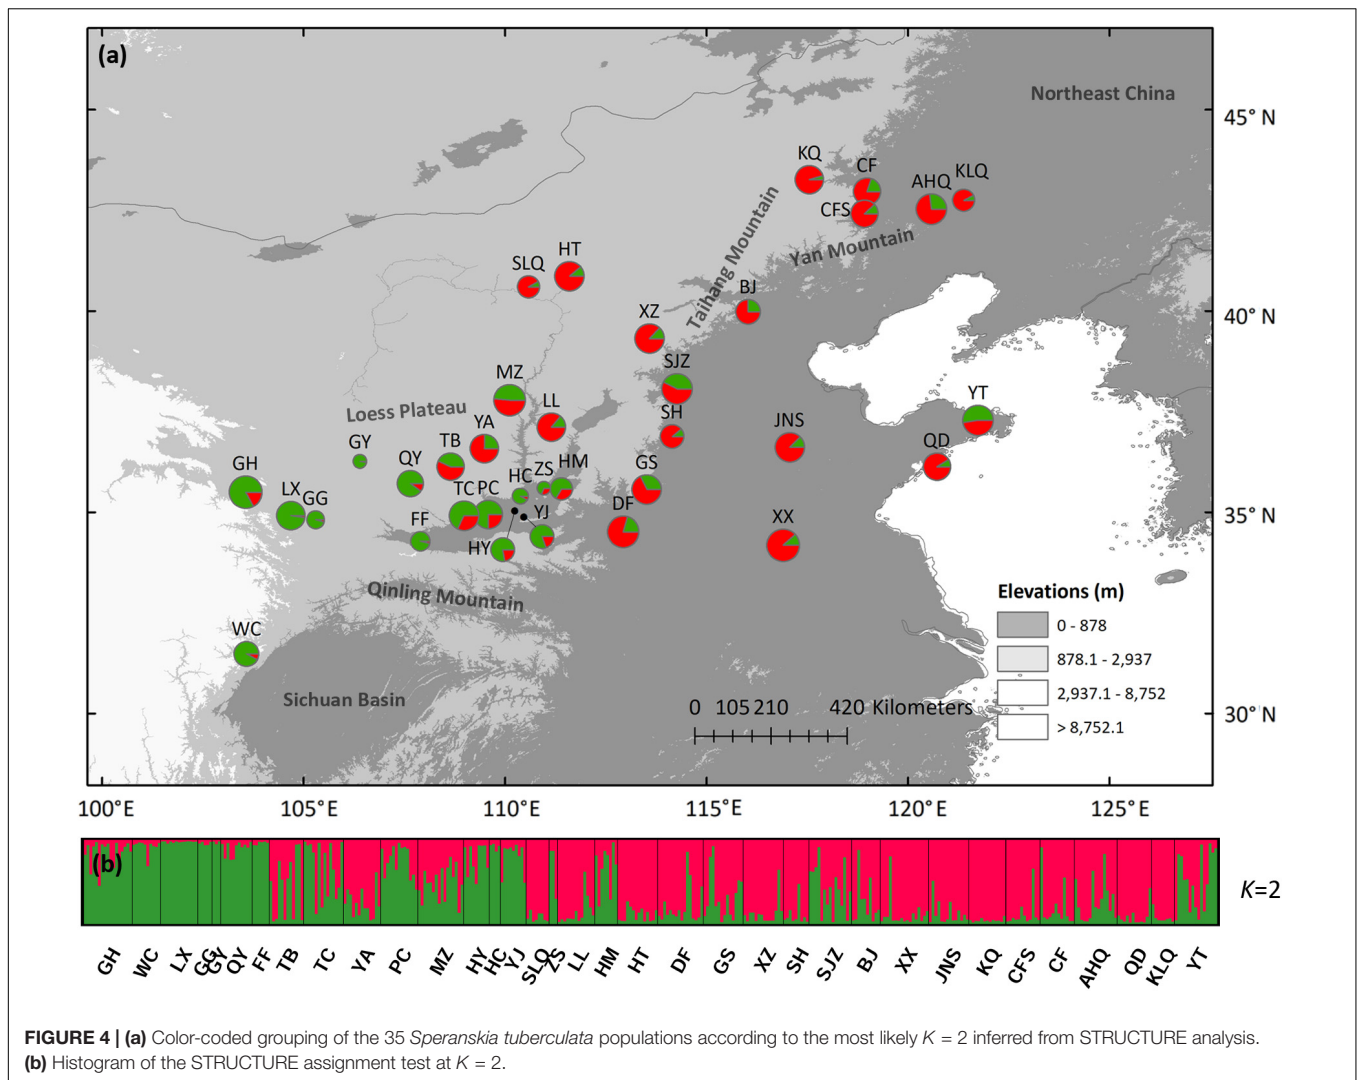 (a)
Northeast China
45° N
KQ
CF
KLQ
AHQ
CFS
Taihang Mountain
Yan Mountain
HT
SLQ
BJ
XZ
40° N
SJZ
MZ
YT
LL
SH
JNS
Loess Plateau
YA
QD
GY
TB
HM
ZS
GH
QY
HC
GS
LX
GG
TC
PC
DF
YJ
XX
35° N
FF
HY
Qinling Mountain
Elevations (m)
0 - 878
WC
878.1 - 2,937
2,937.1 - 8,752
> 8,752.1
Sichuan Basin
0 105 210 420 Kilometers
30° N
100°E 105°E 110°E 115°E 120°E 125°E
(b)
K=2
GH WC LX GG GY QY FF TB TC YA PC MZ HY HC YJ SLQ ZS LL HM HT DF GS XZ SH SJZ BJ XX JNS KQ CFS CF AHQ QD KLQ YT
FIGURE 4 | (a) Color-coded grouping of the 35 Speranskia tuberculata populations according to the most likely K = 2 inferred from STRUCTURE analysis.
(b) Histogram of the STRUCTURE assignment test at K = 2.